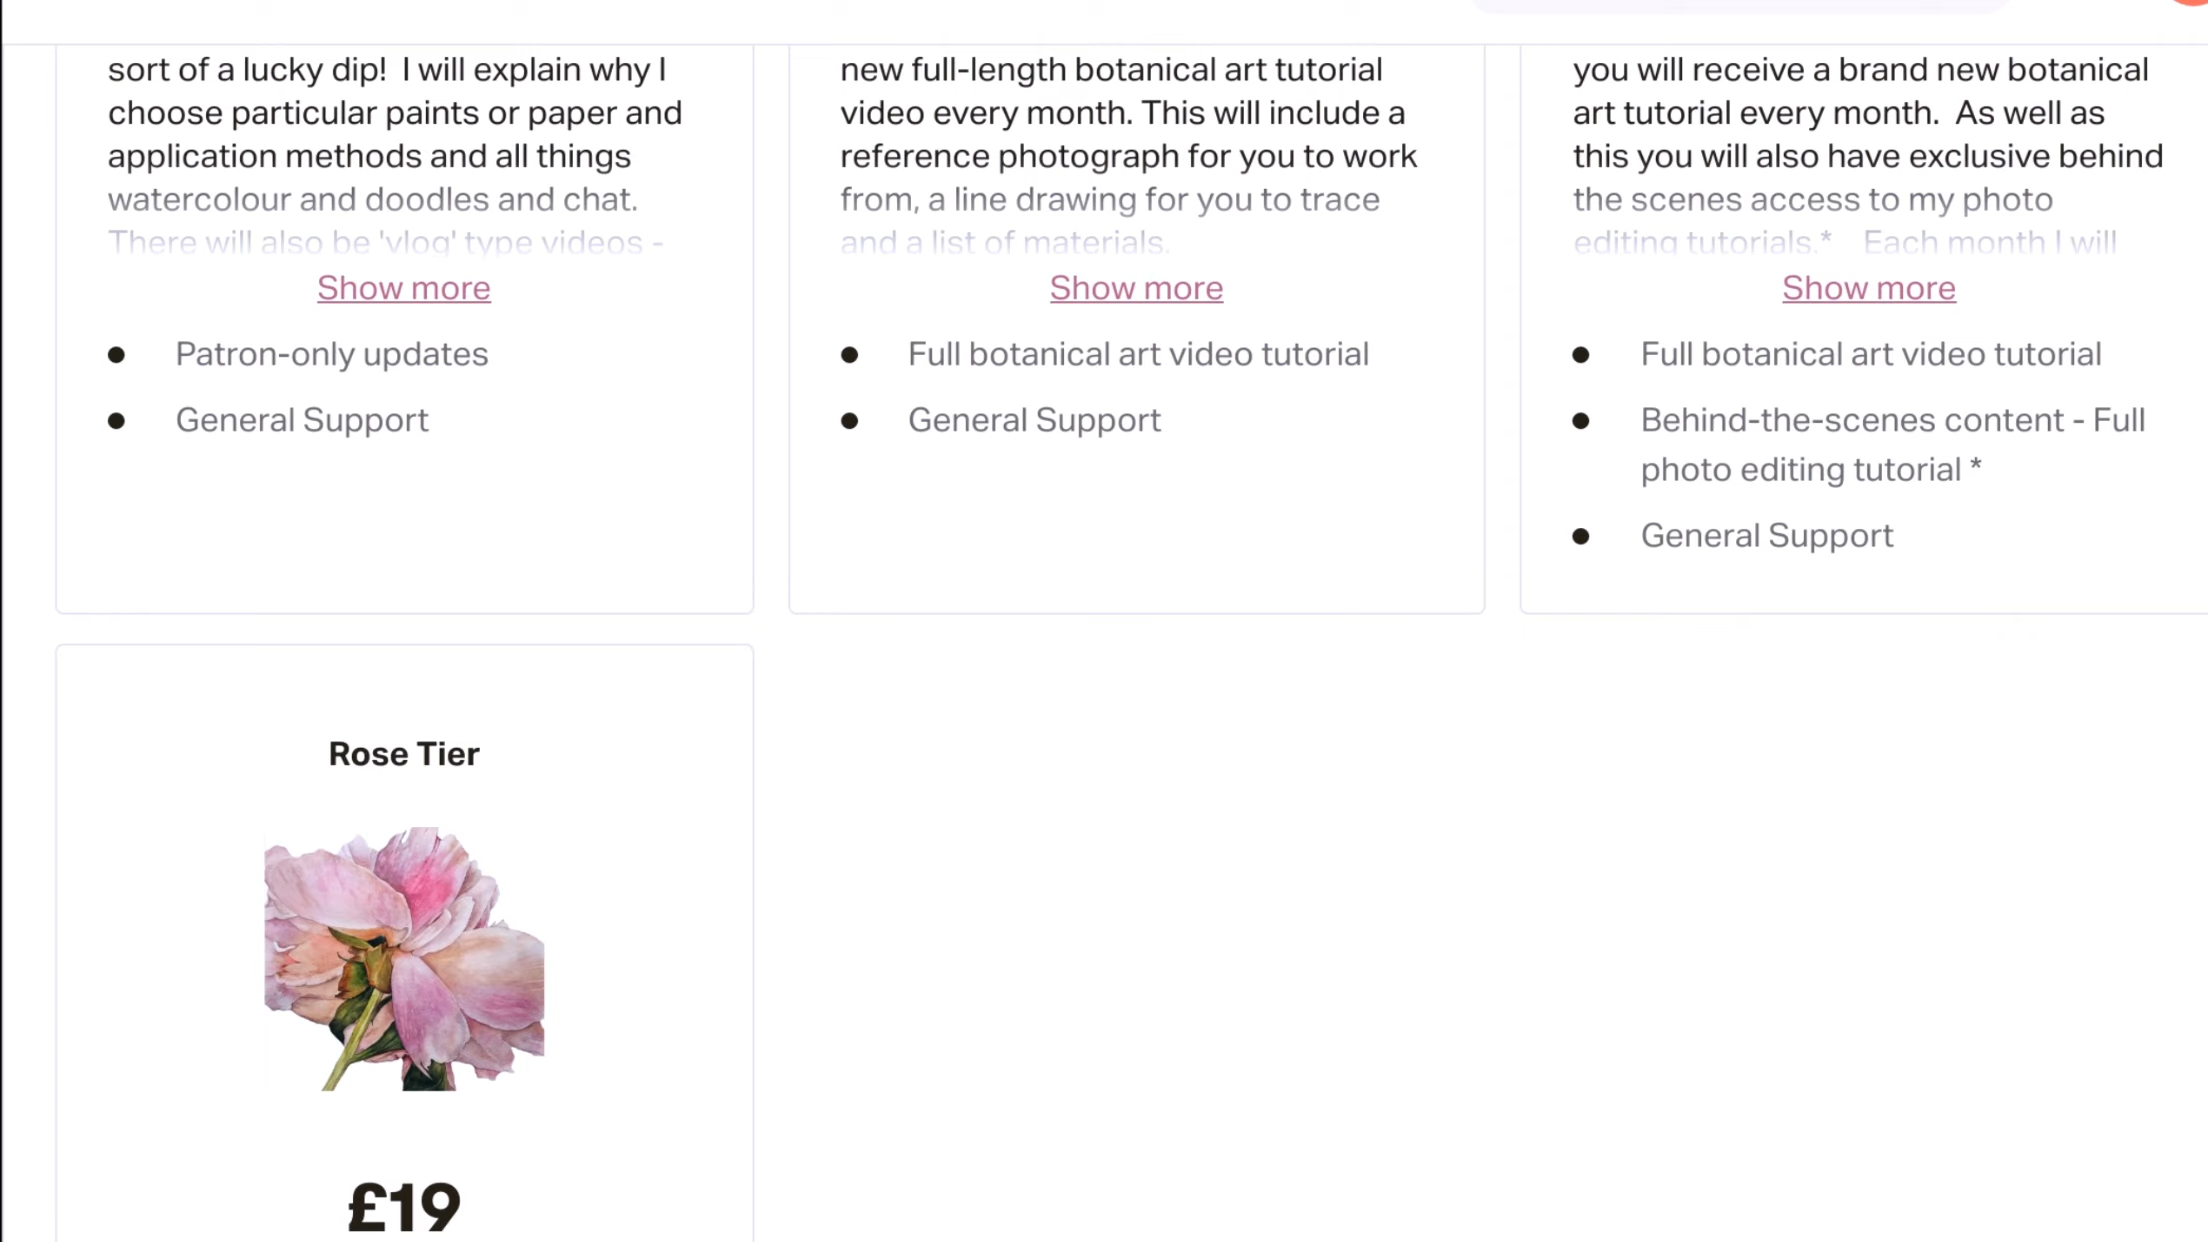 sort of a lucky dip!  I will explain why I
choose particular paints or paper and
application methods and all things
watercolour and doodles and chat.
There will also be 'vlog' type videos -
Show more
Patron-only updates
General Support
new full-length botanical art tutorial
video every month. This will include a
reference photograph for you to work
from, a line drawing for you to trace
and a list of materials.
Show more
Full botanical art video tutorial
General Support
you will receive a brand new botanical
art tutorial every month.  As well as
this you will also have exclusive behind
the scenes access to my photo
editing tutorials.*   Each month I will
Show more
Full botanical art video tutorial
Behind-the-scenes content - Full
photo editing tutorial *
General Support
Rose Tier
£19